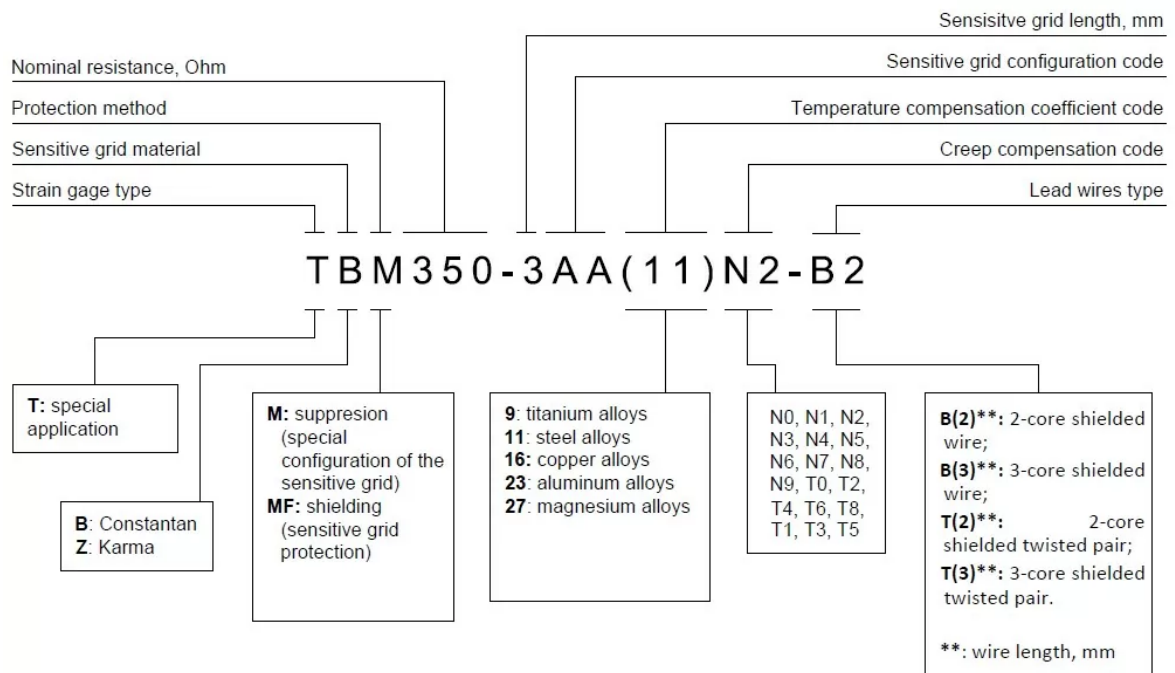 Sensisitve grid length, mm
Sensitive grid configuration code
Nominal resistance, Ohm
Temperature compensation coefficient code
Protection method
Creep compensation code
Sensitive grid material
Lead wires type
Strain gage type
TBM350-3AA(11)N2-B2
T: special
application
B: Constantan
Z: Karma
M: suppresion
(special
configuration of the
sensitive grid)
MF: shielding
(sensitive grid
protection)
9: titanium alloys
11: steel alloys
16: copper alloys
23: aluminum alloys
27: magnesium alloys
N0, N1, N2,
N3, N4, N5,
N6, N7, N8,
N9, T0, T2,
T4, T6, T8,
T1, T3, T5
B(2)**: 2-core shielded
wire;
B(3)**: 3-core shielded
wire;
T(2)**: 2-core
shielded twisted pair;
T(3)**: 3-core shielded
twisted pair.
**: wire length, mm